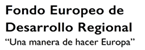 Fondo Europeo de
Desarrollo Regional
“Una manera de hacer Europa”